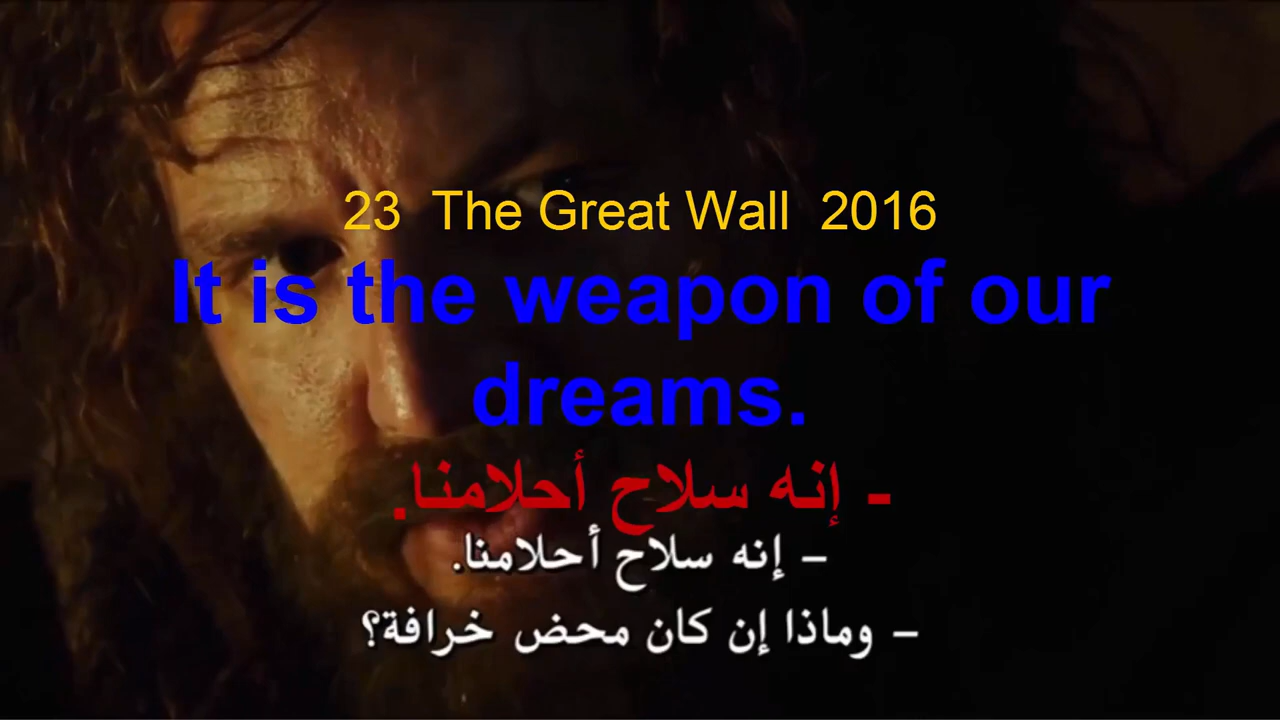 23 The Great Wall 2016
It is the weapon of our
dreams.
- إنه سلاح أحلامنا.
– إنه سلاح أحلامنا.
– وماذا إن كان محض خرافة؟